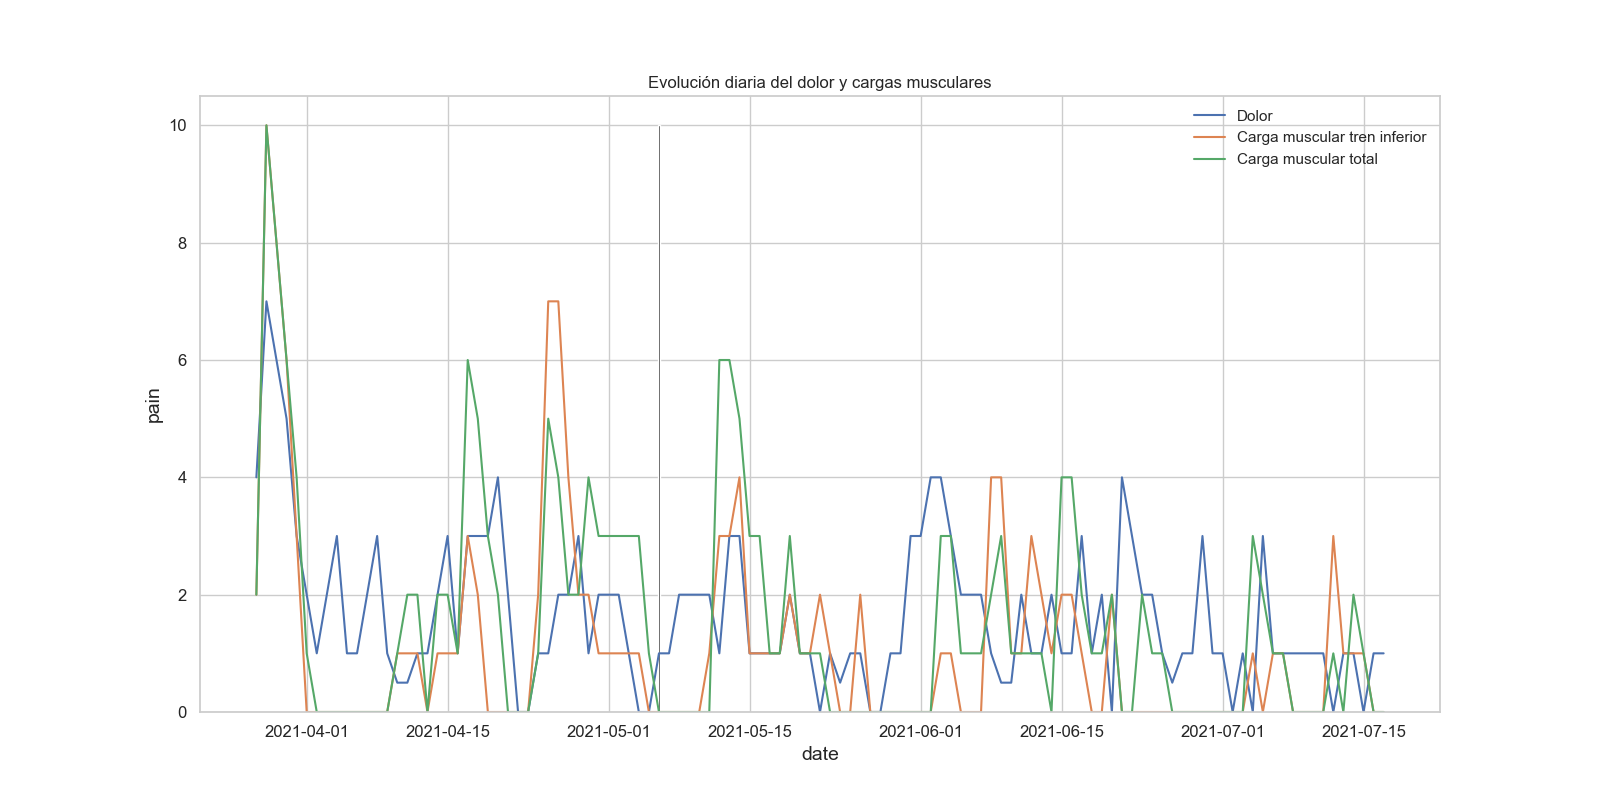 Evolución diaria del dolor y cargas musculares
Dolor
Carga muscular tren inferior
Carga muscular total
10
8
6
4
2
0
pain
2021-04-01
2021-04-15
2021-05-01
2021-05-15
2021-06-01
2021-06-15
2021-07-01
2021-07-15
date